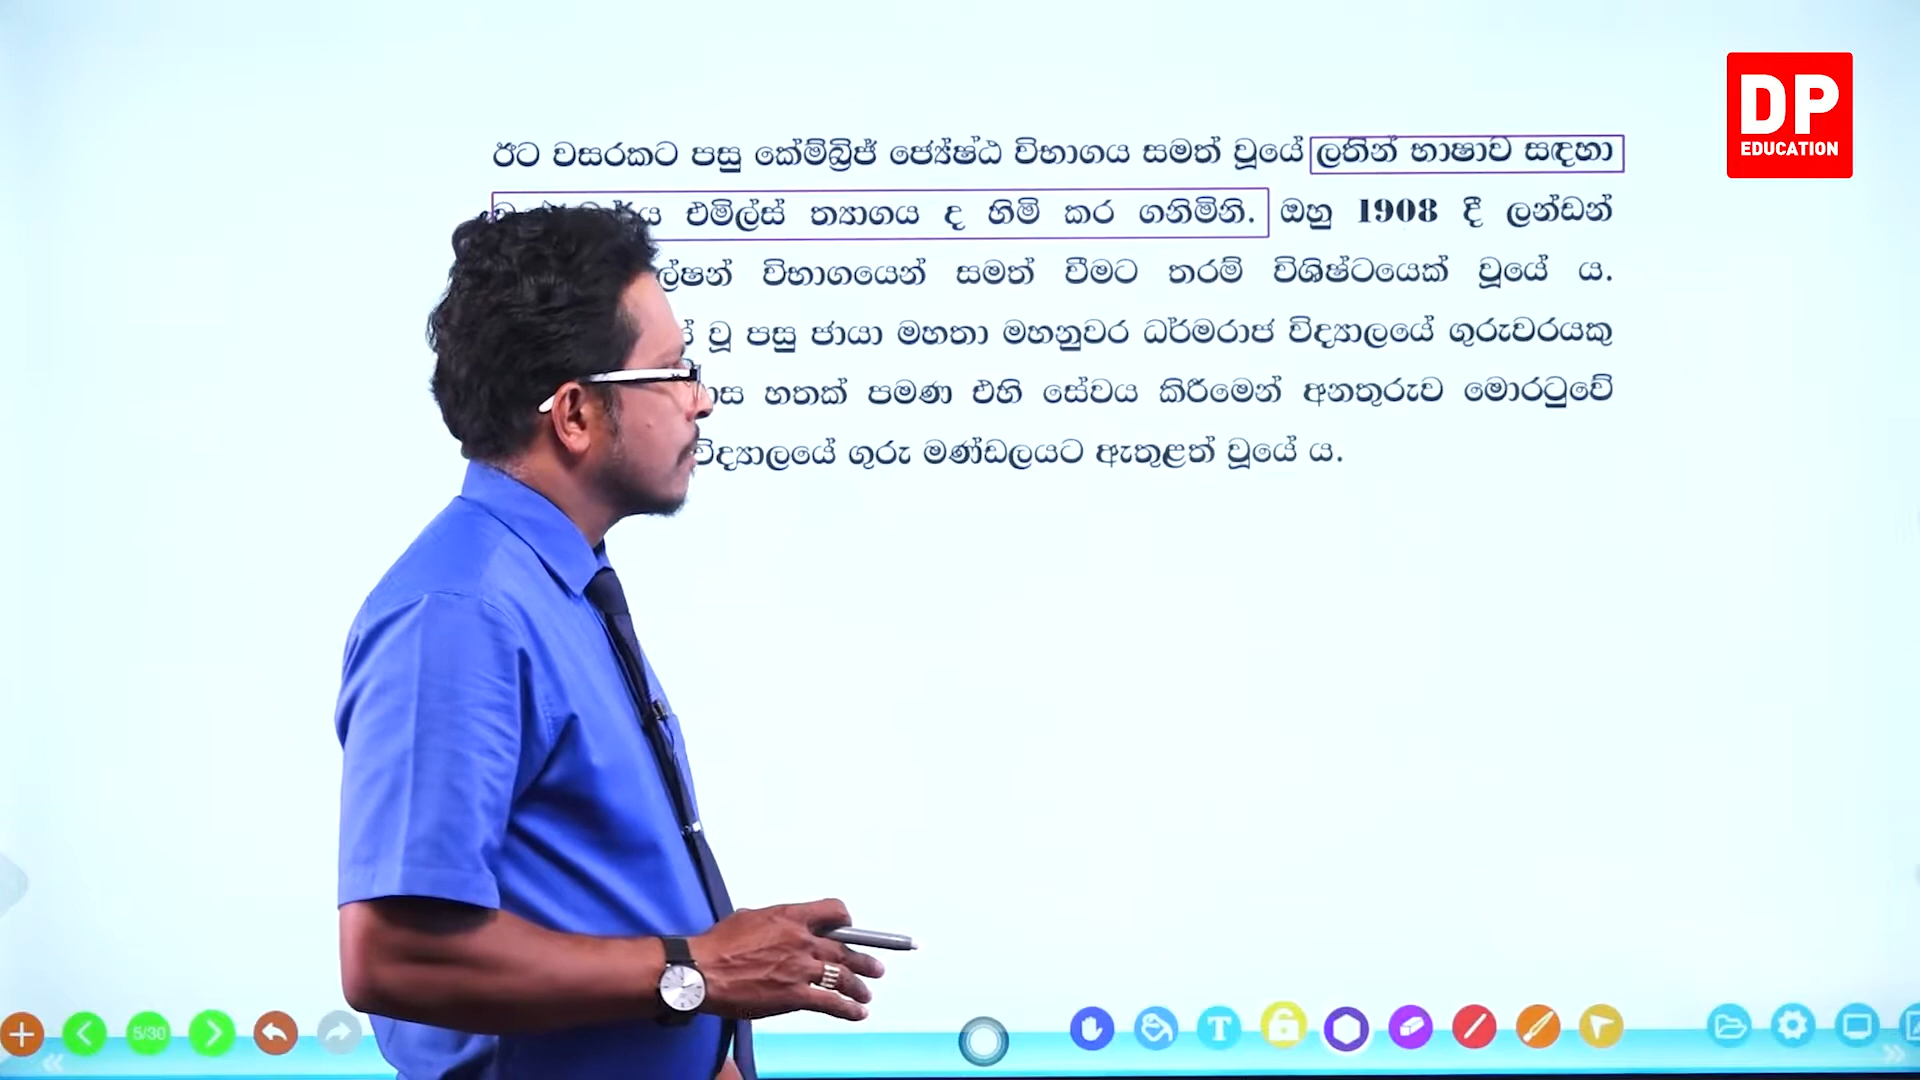 DP
EDUCATION
ඊට වසරකට පසු කේම්බ්‍රිජ් ජ්‍යේෂ්ඨ විභාගය සමත් වූයේ ලතින් භාෂාව සඳහා
එමිල්ස් ත්‍යාගය ද හිමි කර ගනිමිනි. ඔහු 1908 දී ලන්ඩන්
විභාගයෙන් සමත් වීමට තරම් විශිෂ්ටයෙක් වූයේ ය.
වූ පසු ජායා මහතා මහනුවර ධර්මරාජ විද්‍යාලයේ ගුරුවරයකු
හතක් පමණ එහි සේවය කිරීමෙන් අනතුරුව මොරටුවේ
විද්‍යාලයේ ගුරු මණ්ඩලයට ඇතුළත් වූයේ ය.
5/30
T